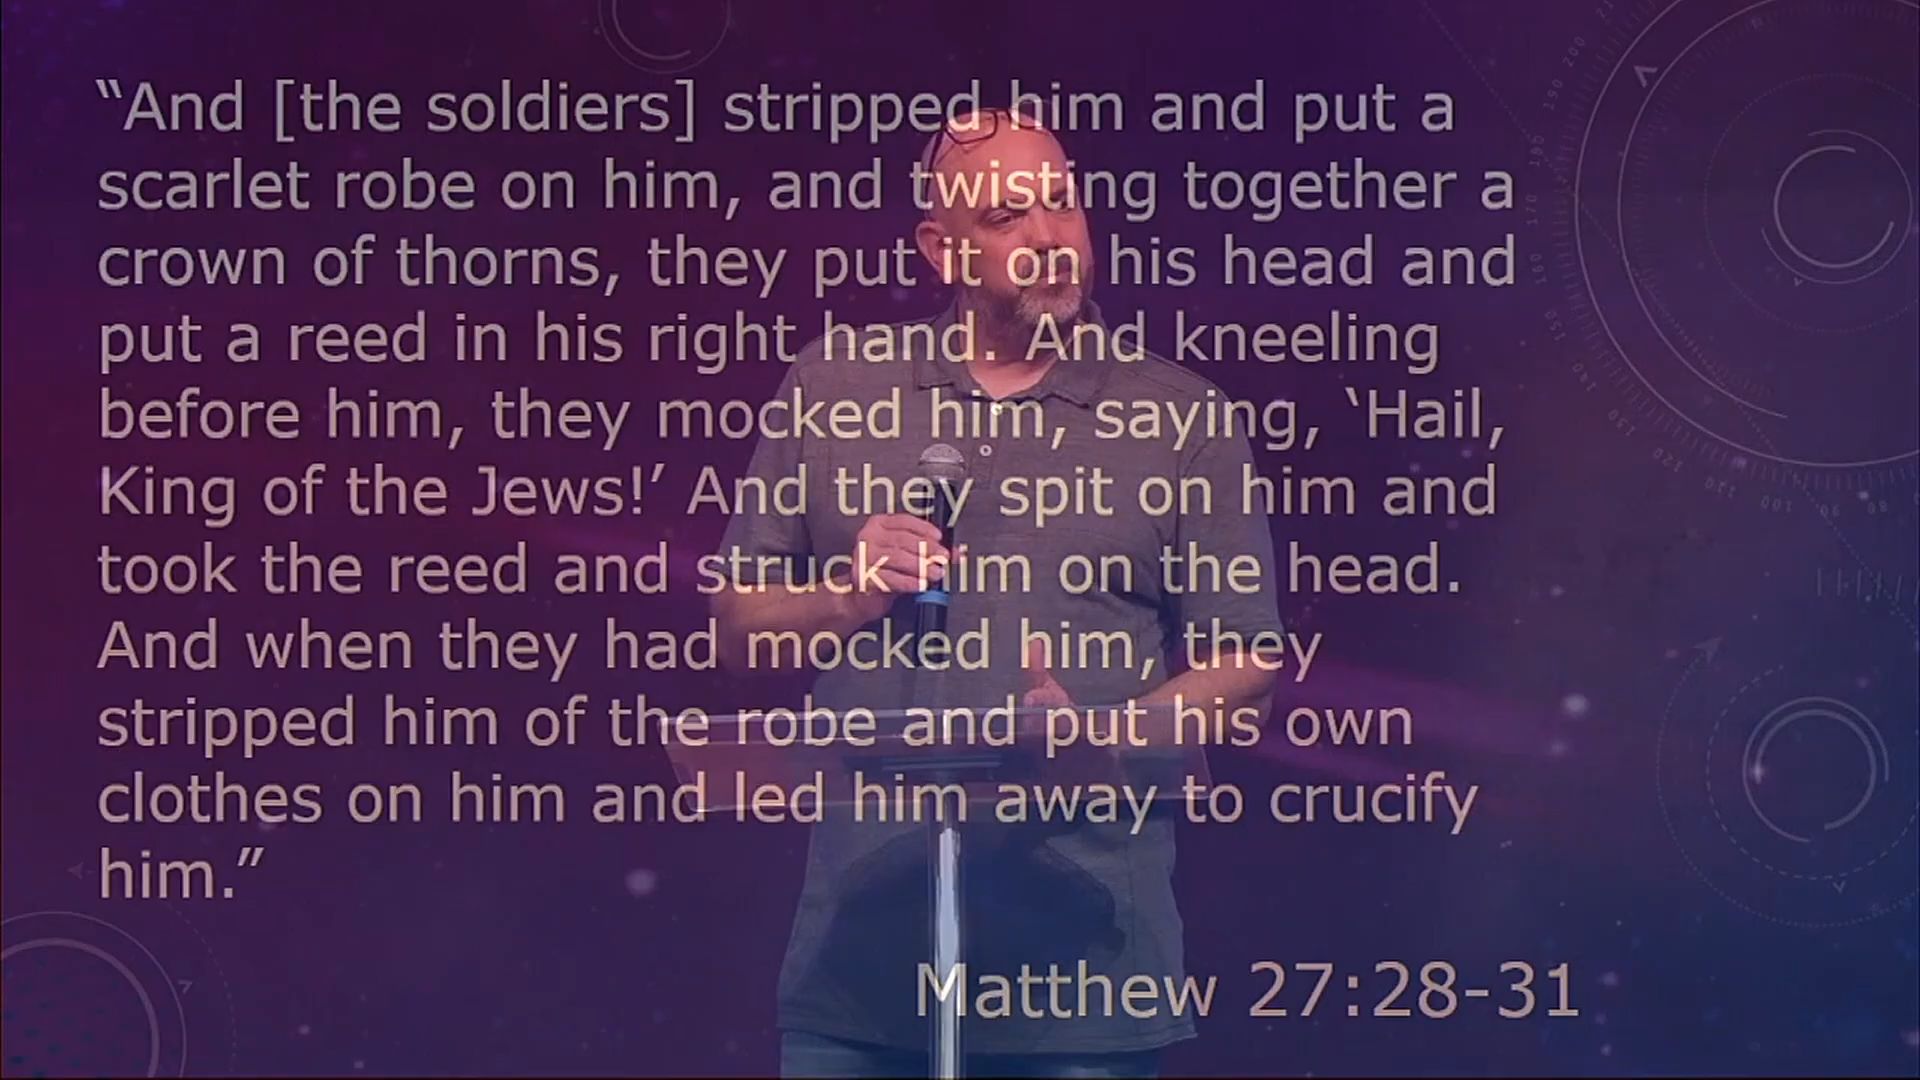 “And [the soldiers] stripped him and put a
scarlet robe on him, and twisting together a
crown of thorns, they put it on his head and
put a reed in his right hand. And kneeling
before him, they mocked him, saying, ‘Hail,
King of the Jews!’ And they spit on him and
took the reed and struck him on the head.
And when they had mocked him, they
stripped him of the robe and put his own
clothes on him and led him away to crucify
him.”
Matthew 27:28-31